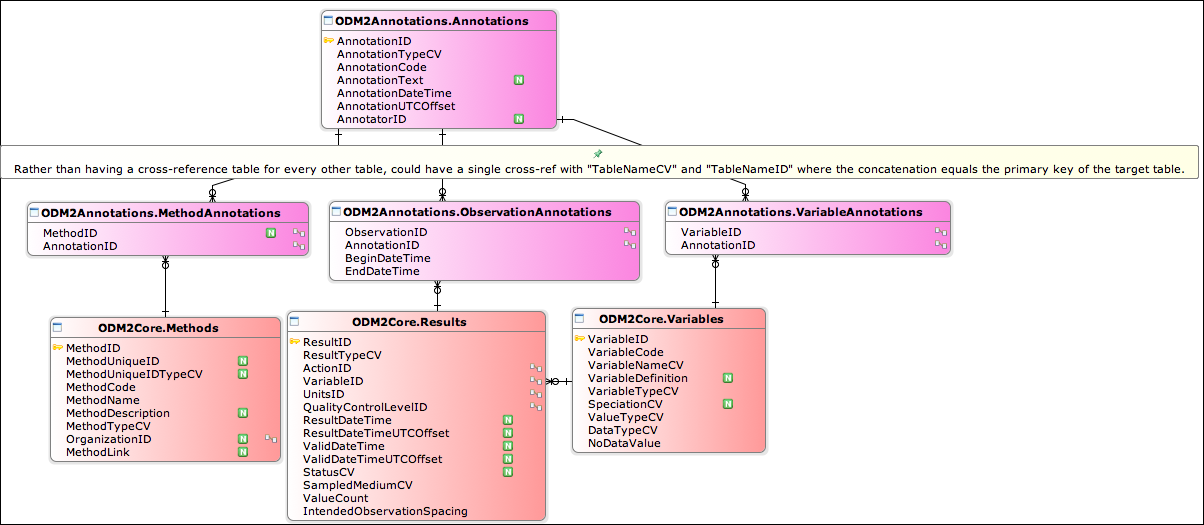 ODM2Annotations.Annotations
AnnotationID
AnnotationTypeCV
AnnotationCode
AnnotationText N
AnnotationDateTime
AnnotationUTCOffset
AnnotatorID N
Rather than having a cross-reference table for every other table, could have a single cross-ref with "TableNameCV" and "TableNameID" where the concatenation equals the primary key of the target table.
ODM2Annotations.MethodAnnotations
MethodID N
AnnotationID
ODM2Annotations.ObservationAnnotations
ObservationID
AnnotationID
BeginDateTime
EndDateTime
ODM2Annotations.VariableAnnotations
VariableID
AnnotationID
ODM2Core.Methods
MethodID
MethodUniqueID N
MethodUniqueIDTypeCV N
MethodCode
MethodName
MethodDescription N
MethodTypeCV
OrganizationID N
MethodLink N
ODM2Core.Results
ResultID
ResultTypeCV
ActionID
VariableID
UnitsID
QualityControlLevelID
ResultDateTime N
ResultDateTimeUTCOffset N
ValidDateTime N
ValidDateTimeUTCOffset N
StatusCV N
SampledMediumCV
ValueCount
IntendedObservationSpacing
ODM2Core.Variables
VariableID
VariableCode
VariableNameCV
VariableDefinition N
VariableTypeCV
SpeciationCV N
ValueTypeCV
DataTypeCV
NoDataValue